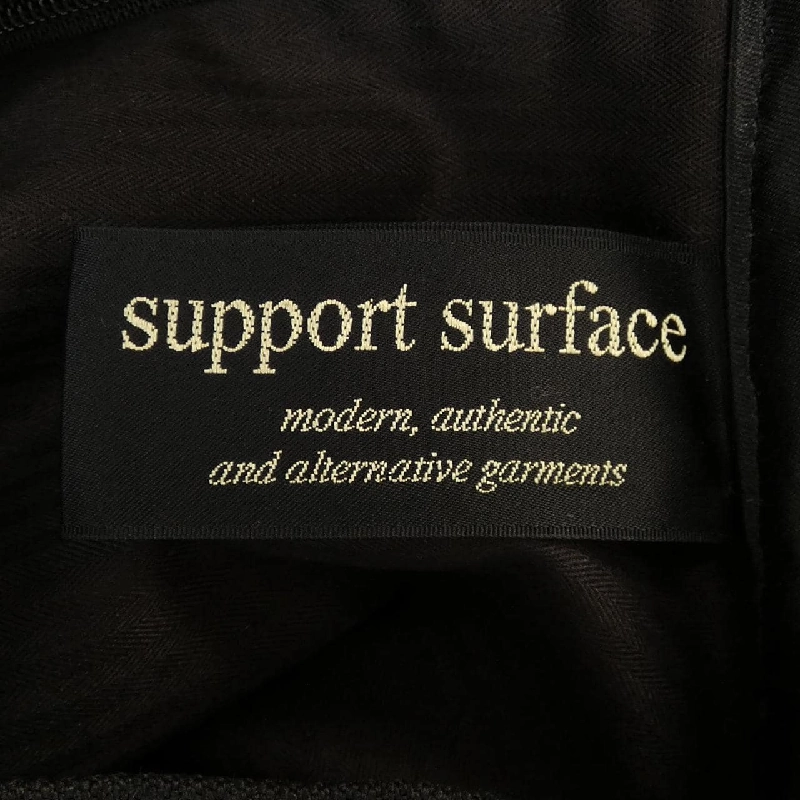 support surface
modern, authentic
and alternative garments